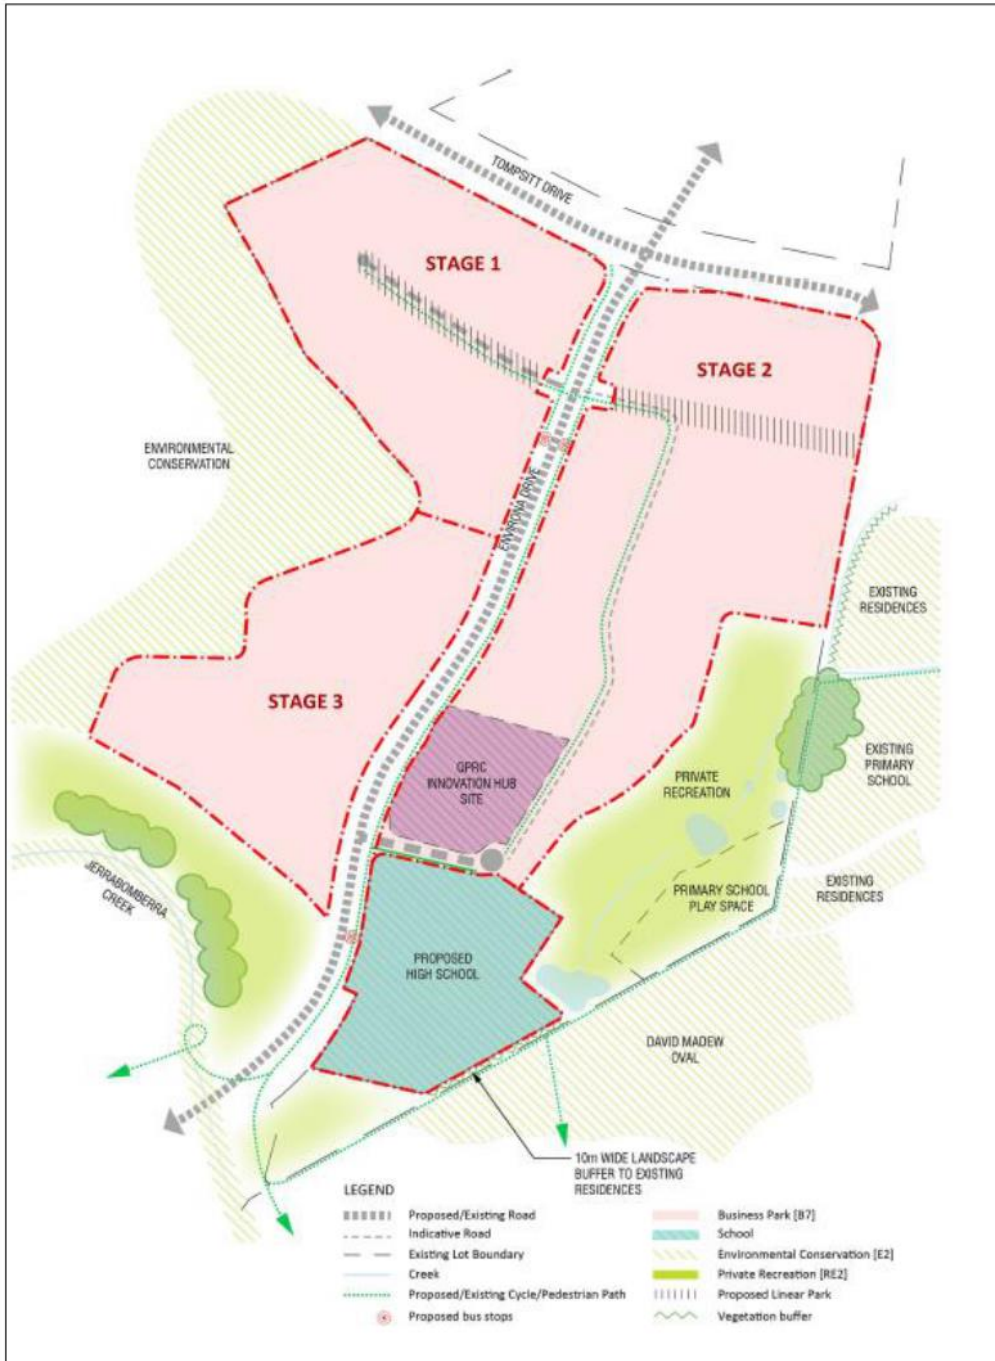 TOMPSITT DRIVE
STAGE 1
STAGE 2
ENVIRONMENTAL
CONSERVATION
ENVIRONA DRIVE
EXISTING
RESIDENCES
STAGE 3
QPRC
INNOVATION HUB
SITE
PRIVATE
RECREATION
EXISTING
PRIMARY
SCHOOL
JERRABOMBERRA
CREEK
PRIMARY SCHOOL
PLAY SPACE
EXISTING
RESIDENCES
PROPOSED
HIGH SCHOOL
DAVID MADEW
OVAL
10m WIDE LANDSCAPE
BUFFER TO EXISTING
RESIDENCES
LEGEND
Proposed/Existing Road
Indicative Road
Existing Lot Boundary
Creek
Proposed/Existing Cycle/Pedestrian Path
Proposed bus stops
Business Park [B7]
School
Environmental Conservation [E2]
Private Recreation [RE2]
Proposed Linear Park
Vegetation buffer